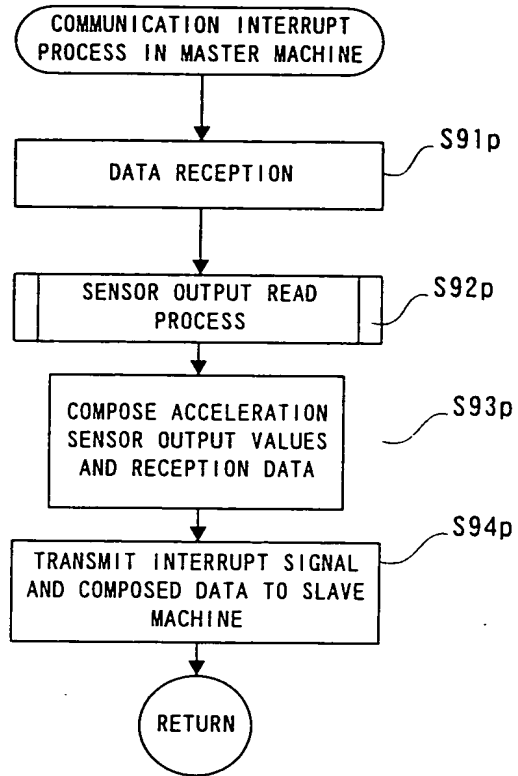 COMMUNICATION INTERRUPT
PROCESS IN MASTER MACHINE
S91p
DATA RECEPTION
S92p
SENSOR OUTPUT READ
PROCESS
S93p
COMPOSE ACCELERATION
SENSOR OUTPUT VALUES
AND RECEPTION DATA
S94p
TRANSMIT INTERRUPT SIGNAL
AND COMPOSED DATA TO SLAVE
MACHINE
RETURN